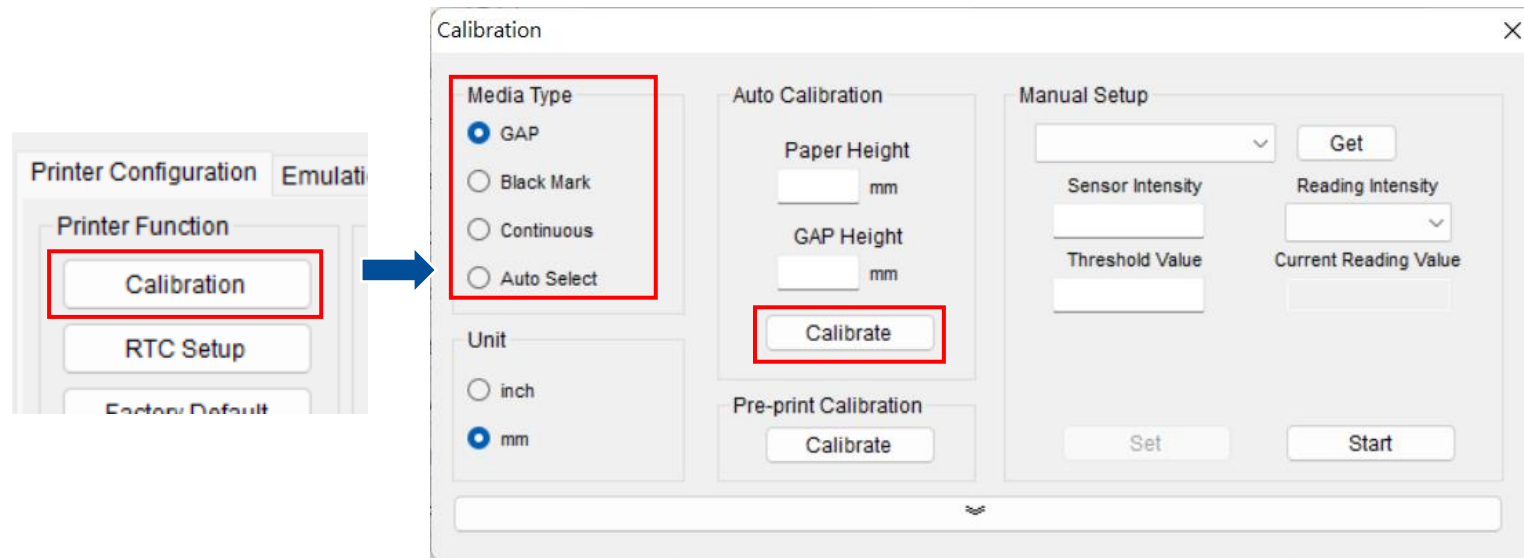 Printer Configuration
Emulati
Printer Function
Calibration
RTC Setup
Factory Default
Calibration
Media Type
GAP
Black Mark
Continuous
Auto Select
Unit
inch
mm
Auto Calibration
Paper Height
mm
GAP Height
mm
Calibrate
Pre-print Calibration
Calibrate
Manual Setup
Get
Sensor Intensity
Reading Intensity
Threshold Value
Current Reading Value
Set
Start